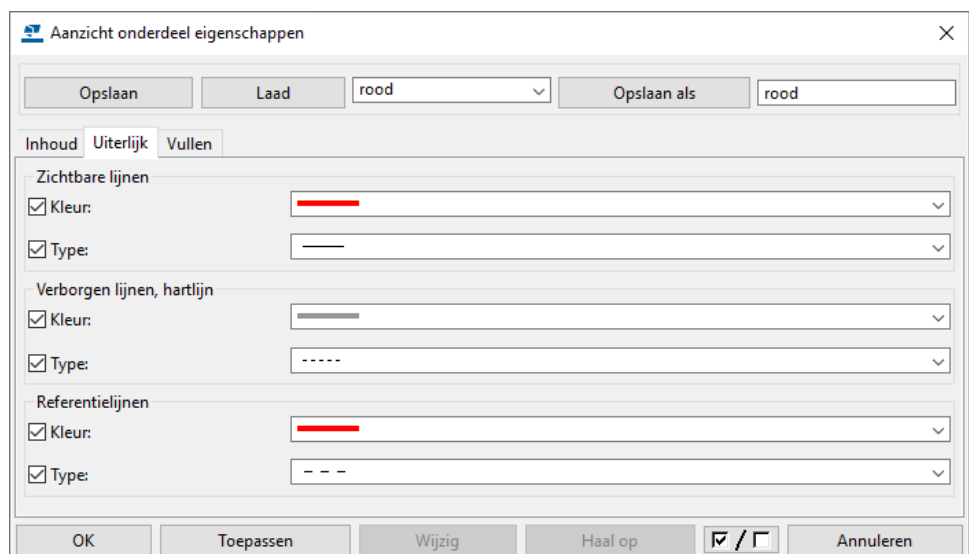 Aanzicht onderdeel eigenschappen
Opslaan Laad rood Opslaan als rood
Inhoud Uiterlijk Vullen
Zichtbare lijnen
Kleur:
Type:
Verborgen lijnen, hartlijn
Kleur:
Type:
Referentielijnen
Kleur:
Type:
OK Toepassen Wijzig Haal op / Annuleren